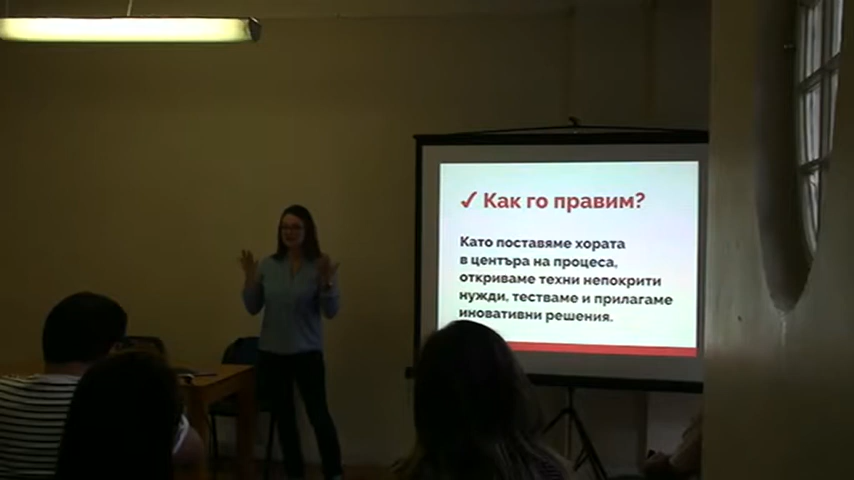 ✓ Как го правим?
Като поставяме хората
в центъра на процеса,
откриваме техни непокрити
нужди, тестваме и прилагаме
иновативни решения.